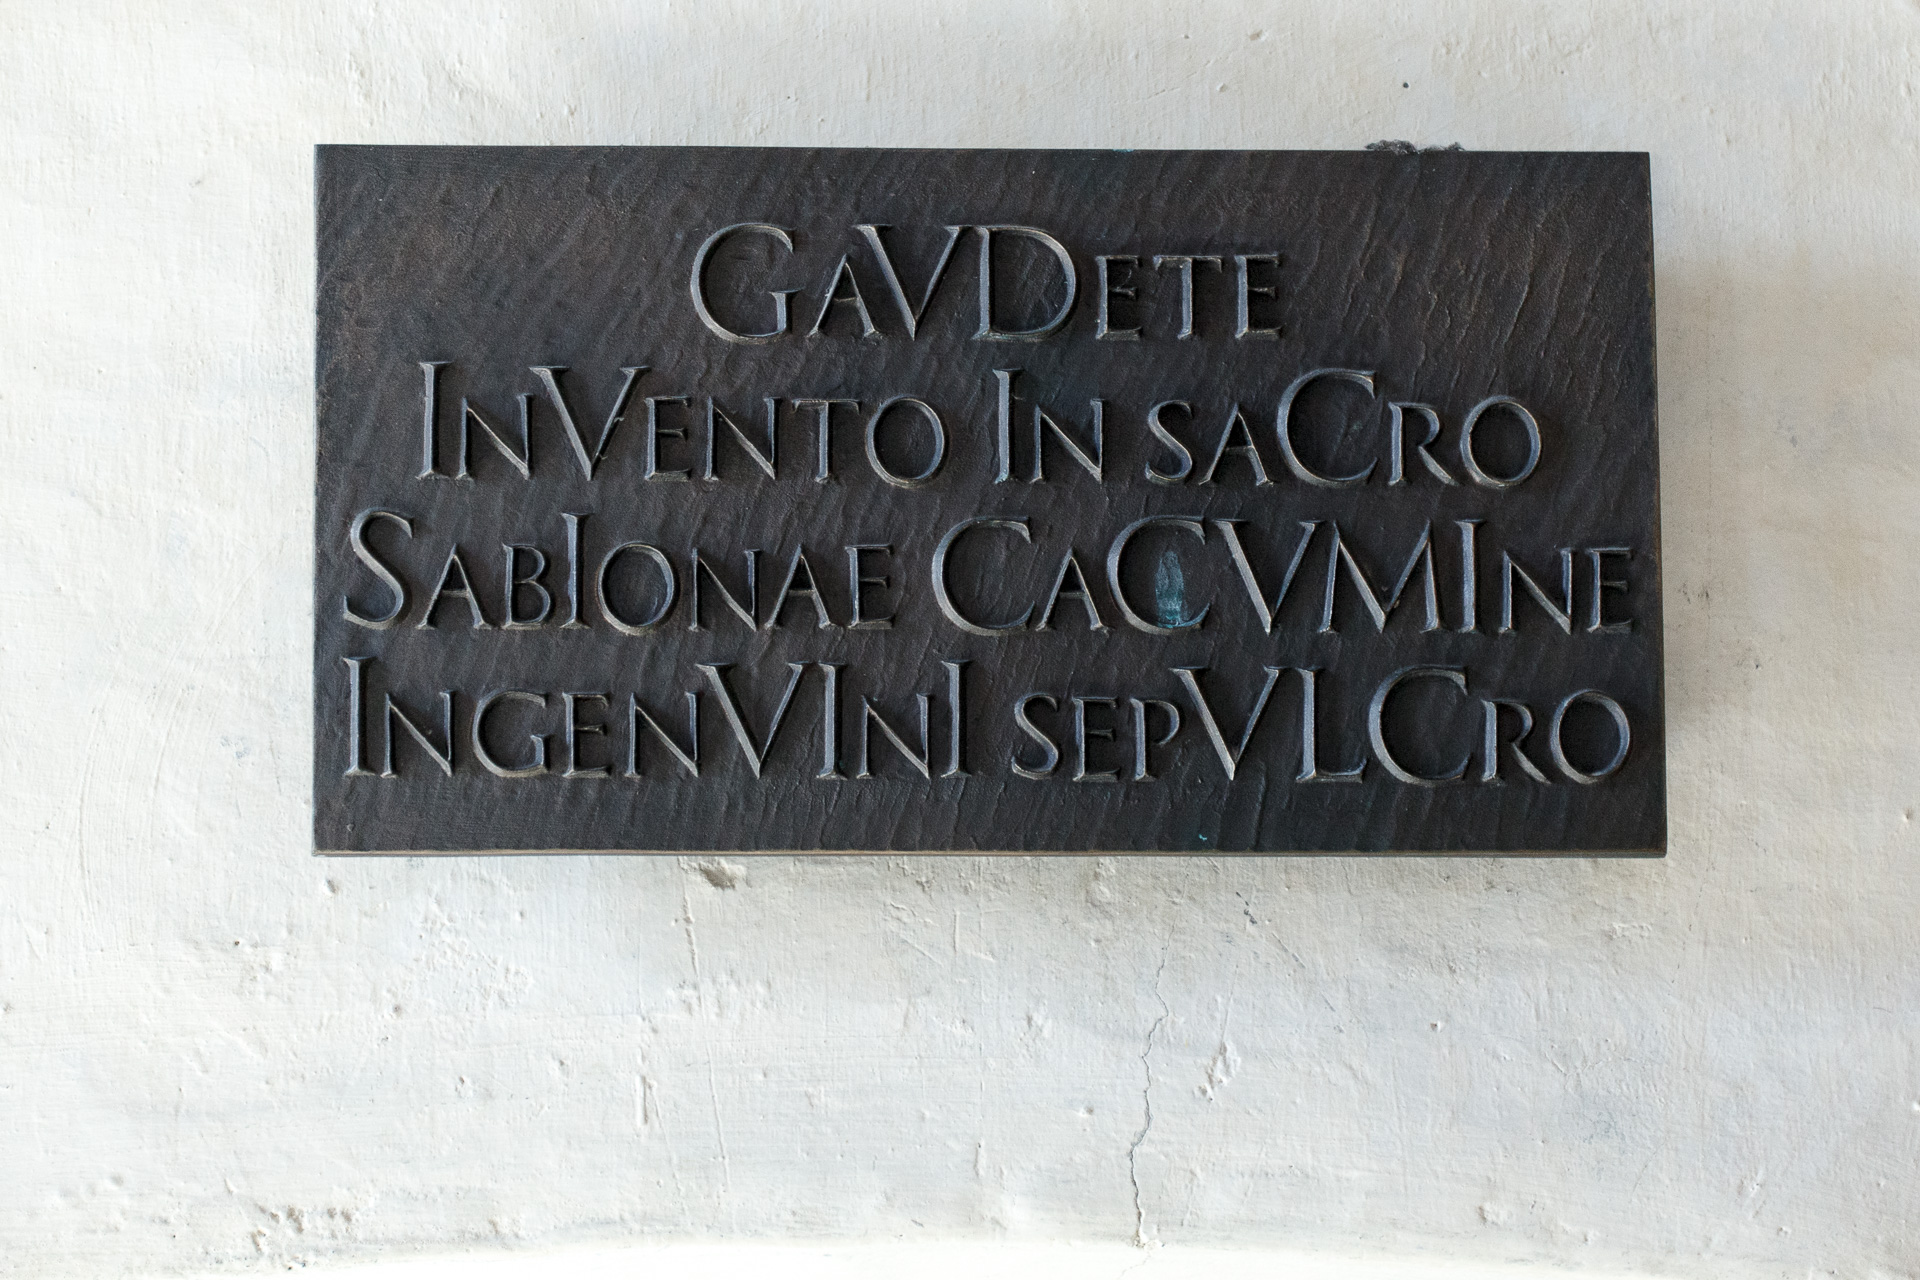 GAVDETE
INVENTO IN SACRO
SABIONAE CACVMINE
INGENVINI SEPVLCRO